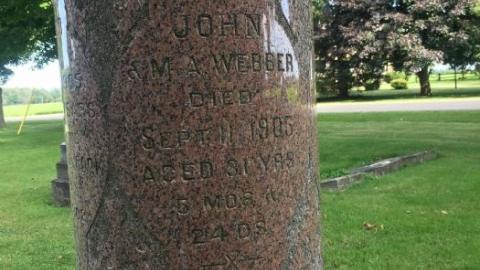 JOHN
M. A. WEBBER
DIED
SEPT. 11, 1905
AGED 31 YRS
5 MOS
24 DS.